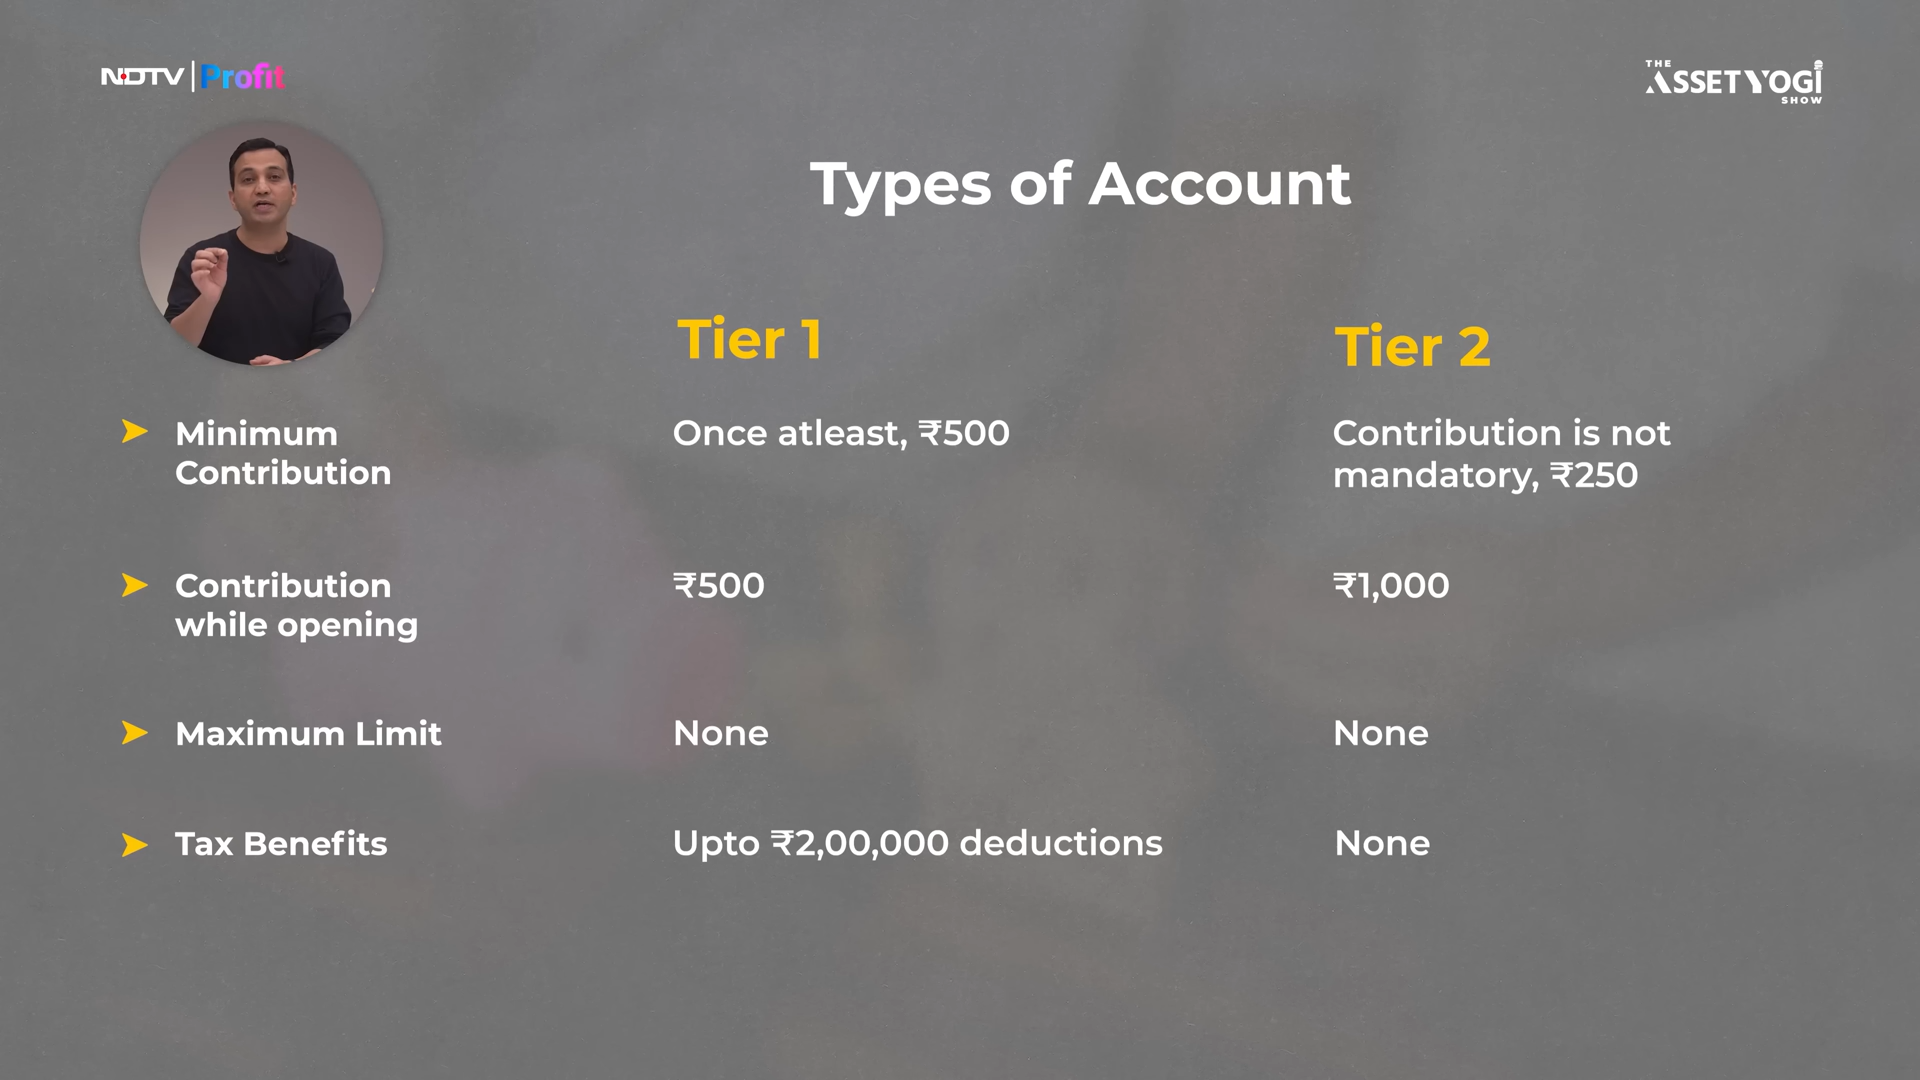 NDTV | Profit
THE
ASSET YOGI
SHOW
Types of Account
Tier 1
Tier 2
Minimum
Contribution
Once atleast, ₹500
Contribution is not
mandatory, ₹250
Contribution
while opening
₹500
₹1,000
Maximum Limit
None
None
Tax Benefits
Upto ₹2,00,000 deductions
None